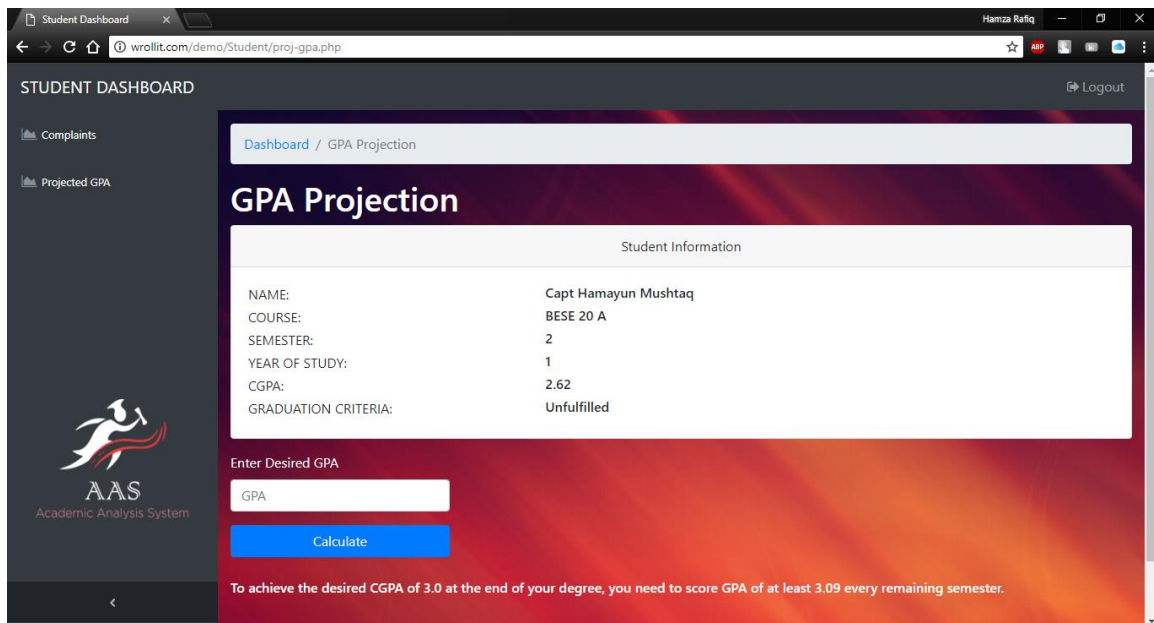 Student Dashboard
Hamza Rafiq
wrollit.com/demo/Student/proj-gpa.php
ABP
STUDENT DASHBOARD
Logout
Complaints
Projected GPA
AAS
Academic Analysis System
Dashboard / GPA Projection
GPA Projection
Student Information
NAME: Capt Hamayun Mushtaq
COURSE: BESE 20 A
SEMESTER: 2
YEAR OF STUDY: 1
CGPA: 2.62
GRADUATION CRITERIA: Unfulfilled
Enter Desired GPA
GPA
Calculate
To achieve the desired CGPA of 3.0 at the end of your degree, you need to score GPA of at least 3.09 every remaining semester.